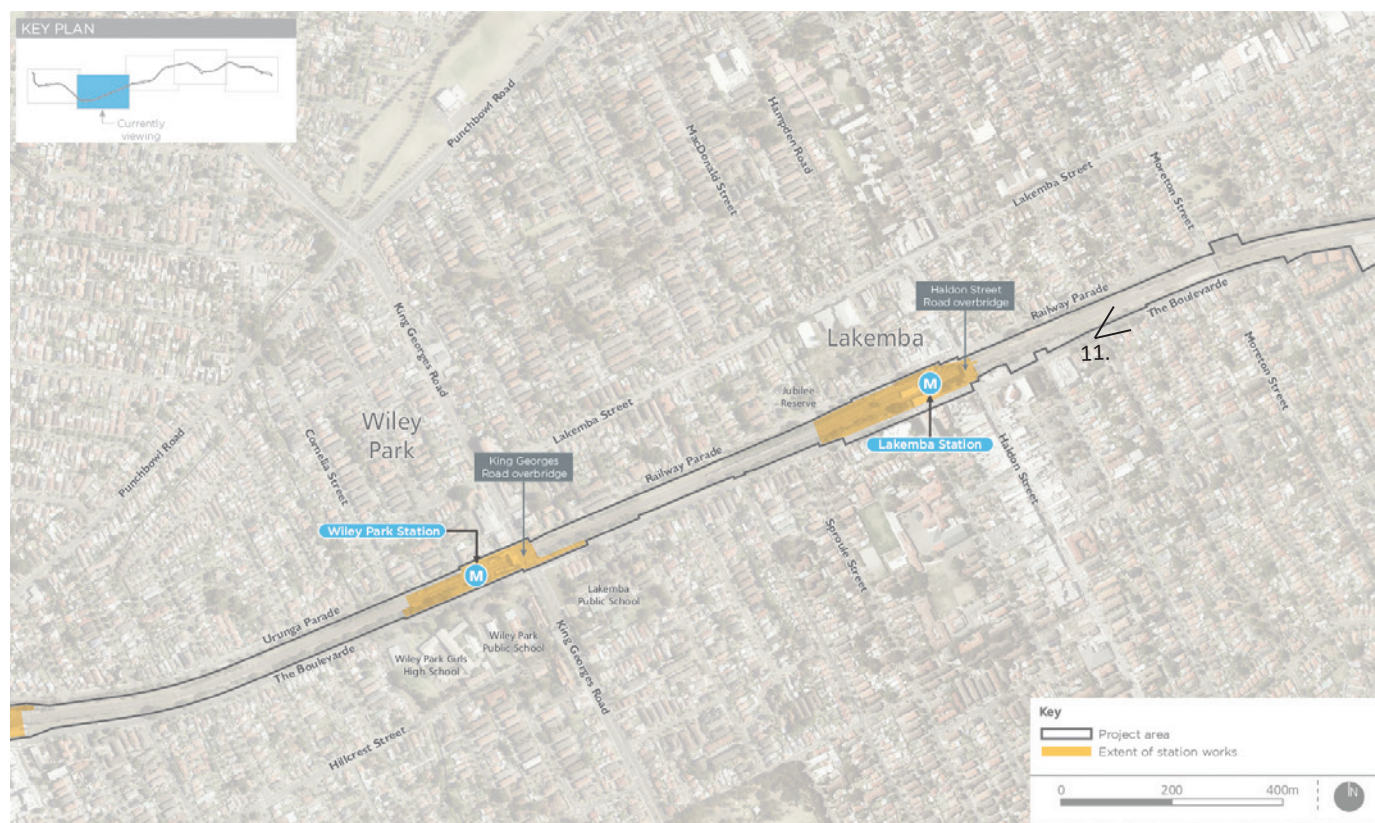 KEY PLAN
Currently
viewing
Punchbowl Road
MacDonald Street
Hampden Road
Lakemba Street
Moreton Street
King Georges Road
Haldon Street
Road overbridge
Railway Parade
The Boulevarde
11.
Lakemba
Jubilee
Reserve
M
Lakemba Station
Moreton Street
Wiley
Park
Lakemba Street
Railway Parade
Punchbowl Road
Cornelia Street
King Georges
Road overbridge
Haldon Street
Sproule Street
Wiley Park Station
M
Urunga Parade
The Boulevarde
Lakemba
Public School
Wiley Park
Public School
Wiley Park Girls
High School
King Georges Road
Hillcrest Street
Key
Project area
Extent of station works
0 200 400m
N